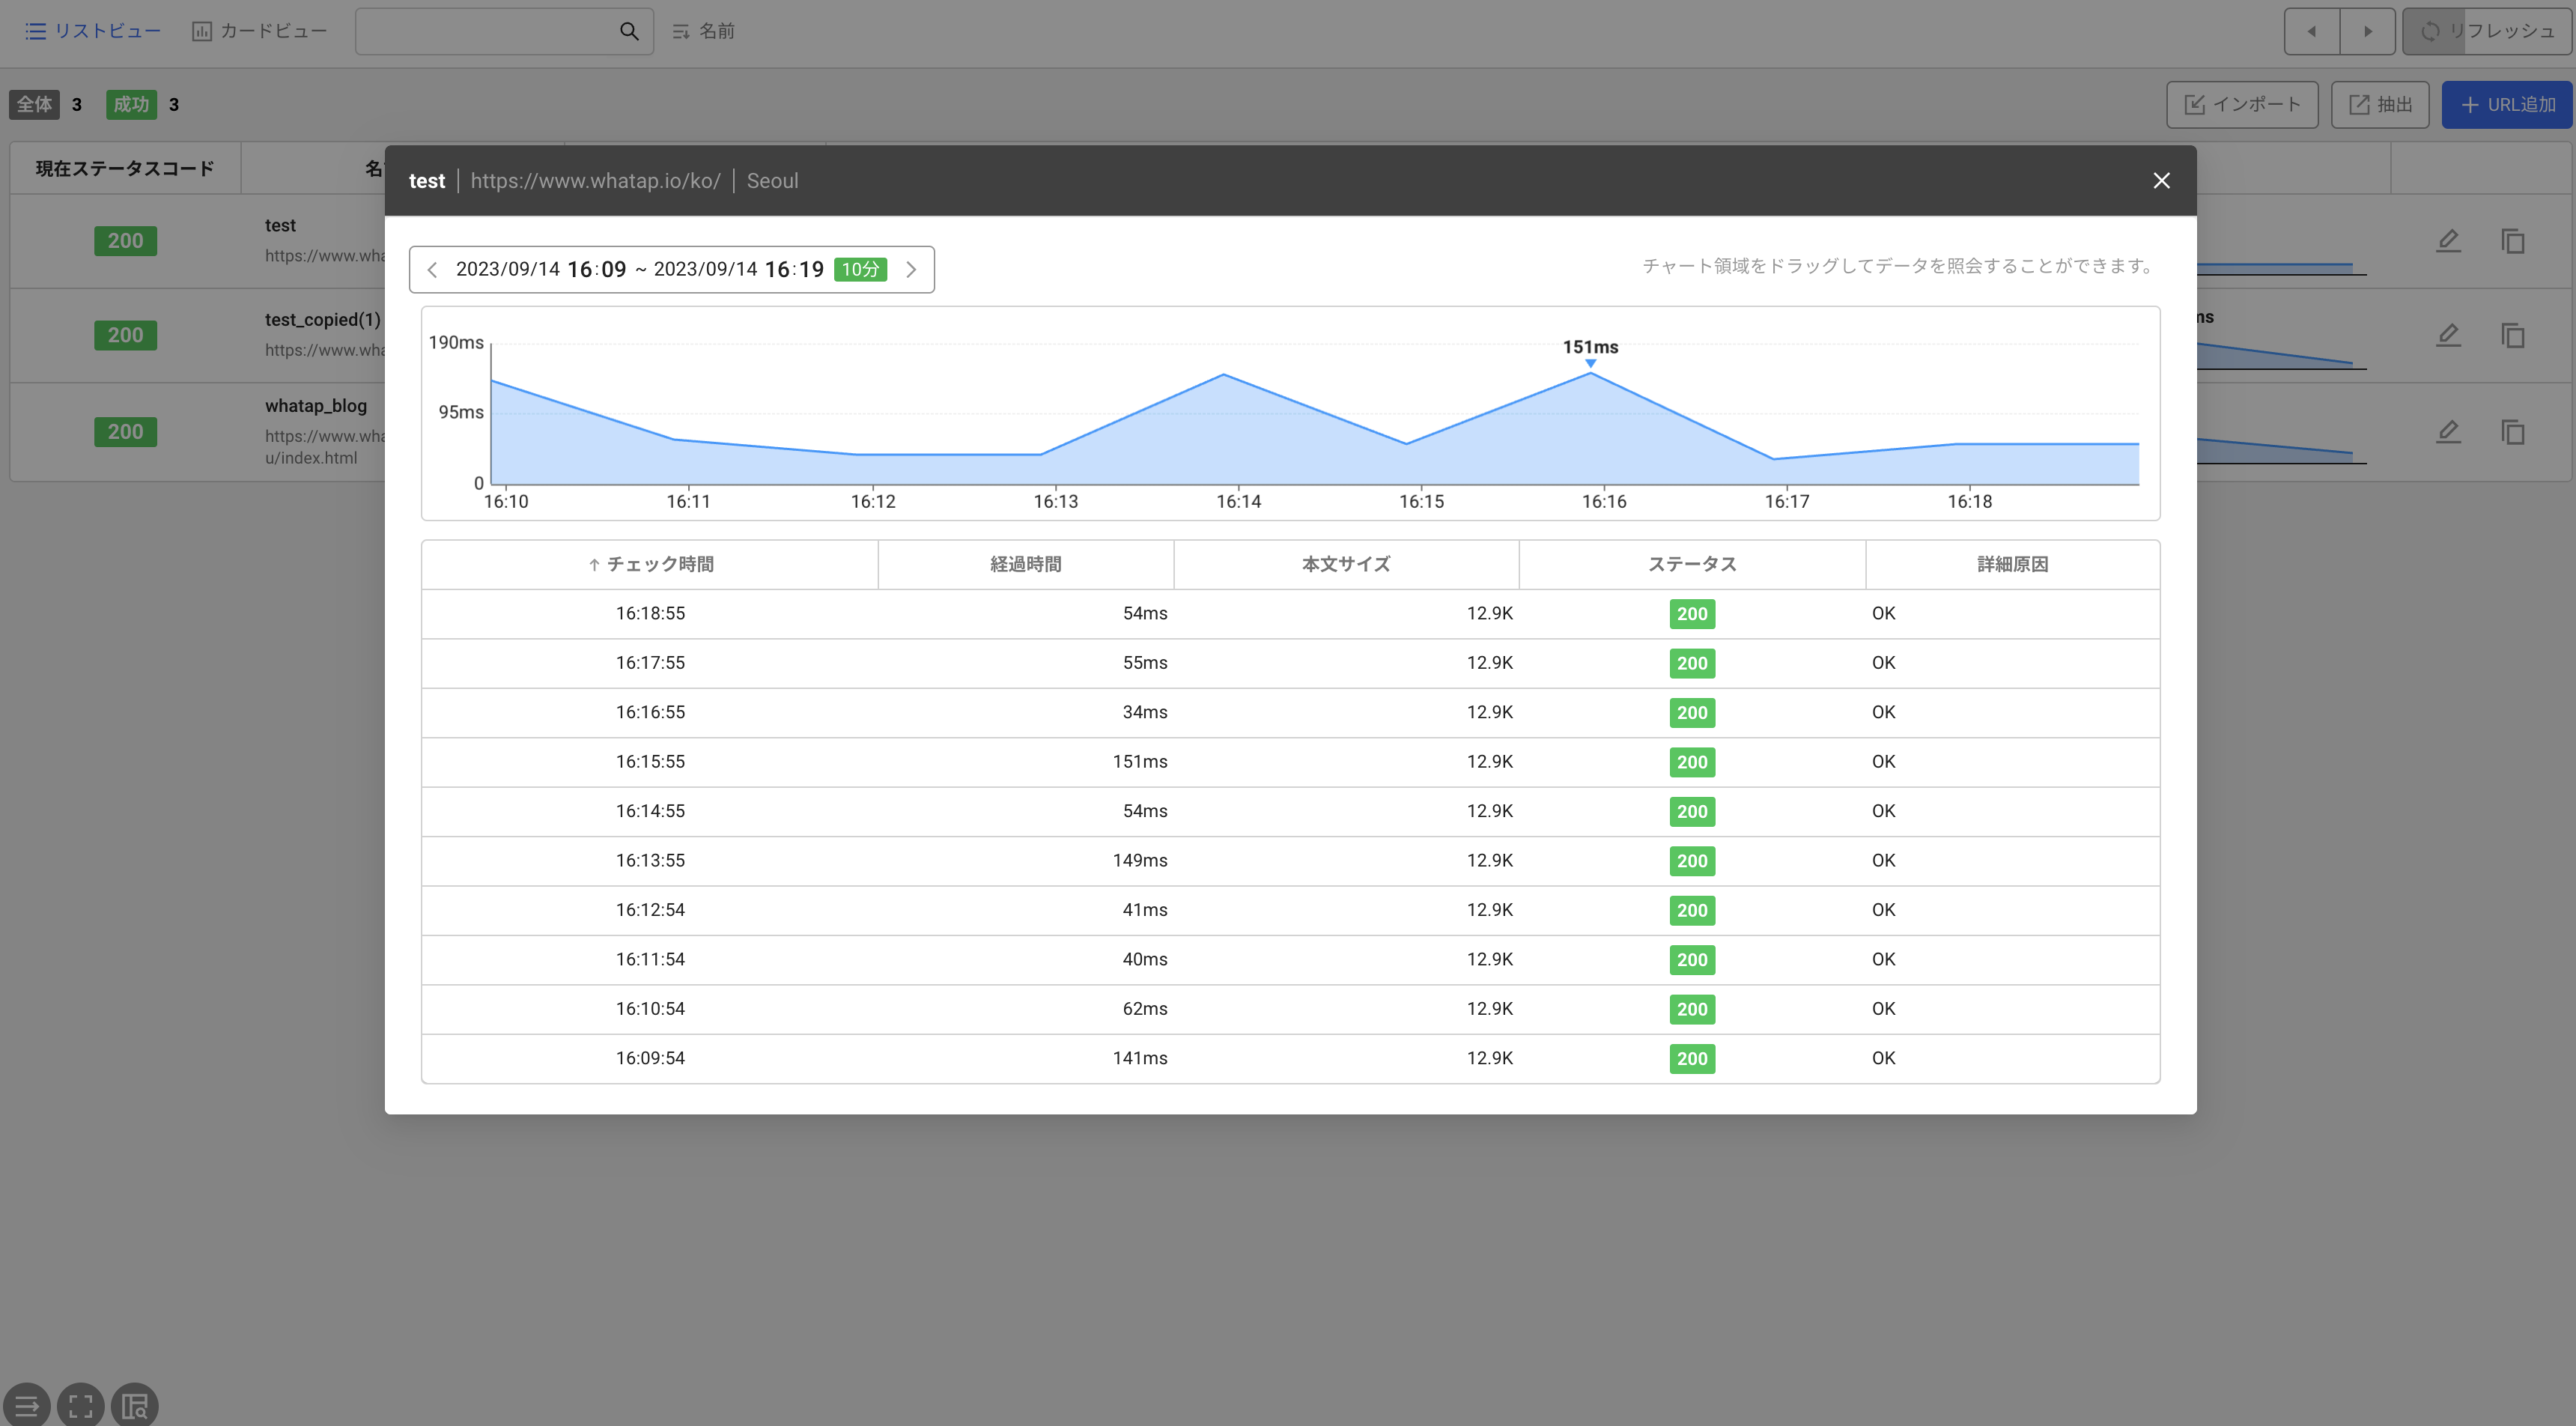 リストビュー カードビュー 名前 リフレッシュ
全体 3 成功 3 インポート 抽出 URL追加
現在ステータスコード
test | https://www.whatap.io/ko/ | Seoul
200 test
https://www.wha
200 test_copied(1)
https://www.wha
ms
200 whatap_blog
https://www.wha
u/index.html
2023/09/14 16:09 ~ 2023/09/14 16:19 10分
チャート領域をドラッグしてデータを照会することができます。
190ms
151ms
95ms
0
16:10 16:11 16:12 16:13 16:14 16:15 16:16 16:17 16:18
↑ チェック時間 経過時間 本文サイズ ステータス 詳細原因
16:18:55 54ms 12.9K 200 OK
16:17:55 55ms 12.9K 200 OK
16:16:55 34ms 12.9K 200 OK
16:15:55 151ms 12.9K 200 OK
16:14:55 54ms 12.9K 200 OK
16:13:55 149ms 12.9K 200 OK
16:12:54 41ms 12.9K 200 OK
16:11:54 40ms 12.9K 200 OK
16:10:54 62ms 12.9K 200 OK
16:09:54 141ms 12.9K 200 OK